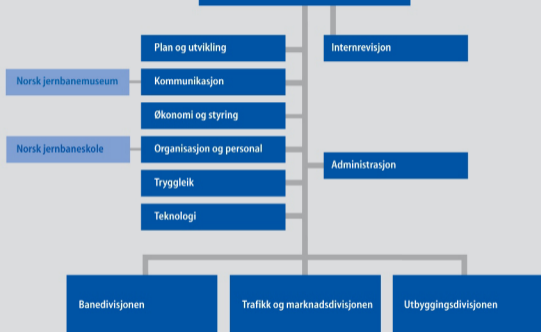 Plan og utvikling
Internrevisjon
Norsk jernbanemuseum
Kommunikasjon
Økonomi og styring
Norsk jernbaneskole
Organisasjon og personal
Administrasjon
Tryggleik
Teknologi
Banedivisjonen
Trafikk og marknadsdivisjonen
Utbyggingsdivisjonen